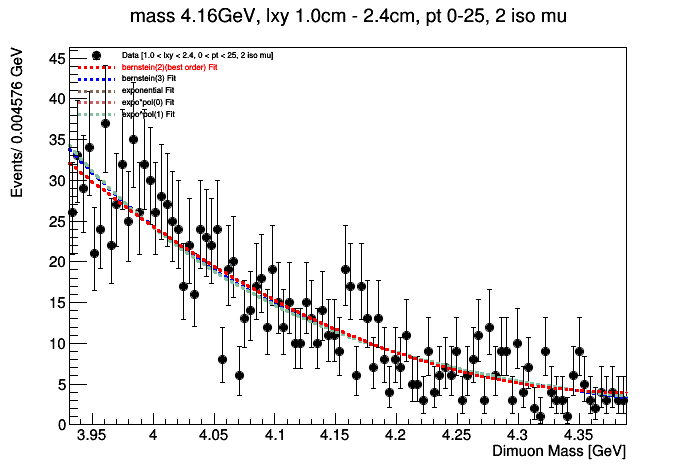 mass 4.16GeV, lxy 1.0cm - 2.4cm, pt 0-25, 2 iso mu
Events/ 0.004576 GeV
45
40
35
30
25
20
15
10
5
0
Data [1.0 < lxy < 2.4, 0 < pt < 25, 2 iso mu]
bernstein(2)(best order) Fit
bernstein(3) Fit
exponential Fit
expo*pol(0) Fit
expo*pol(1) Fit
3.95 4 4.05 4.1 4.15 4.2 4.25 4.3 4.35
Dimuon Mass [GeV]